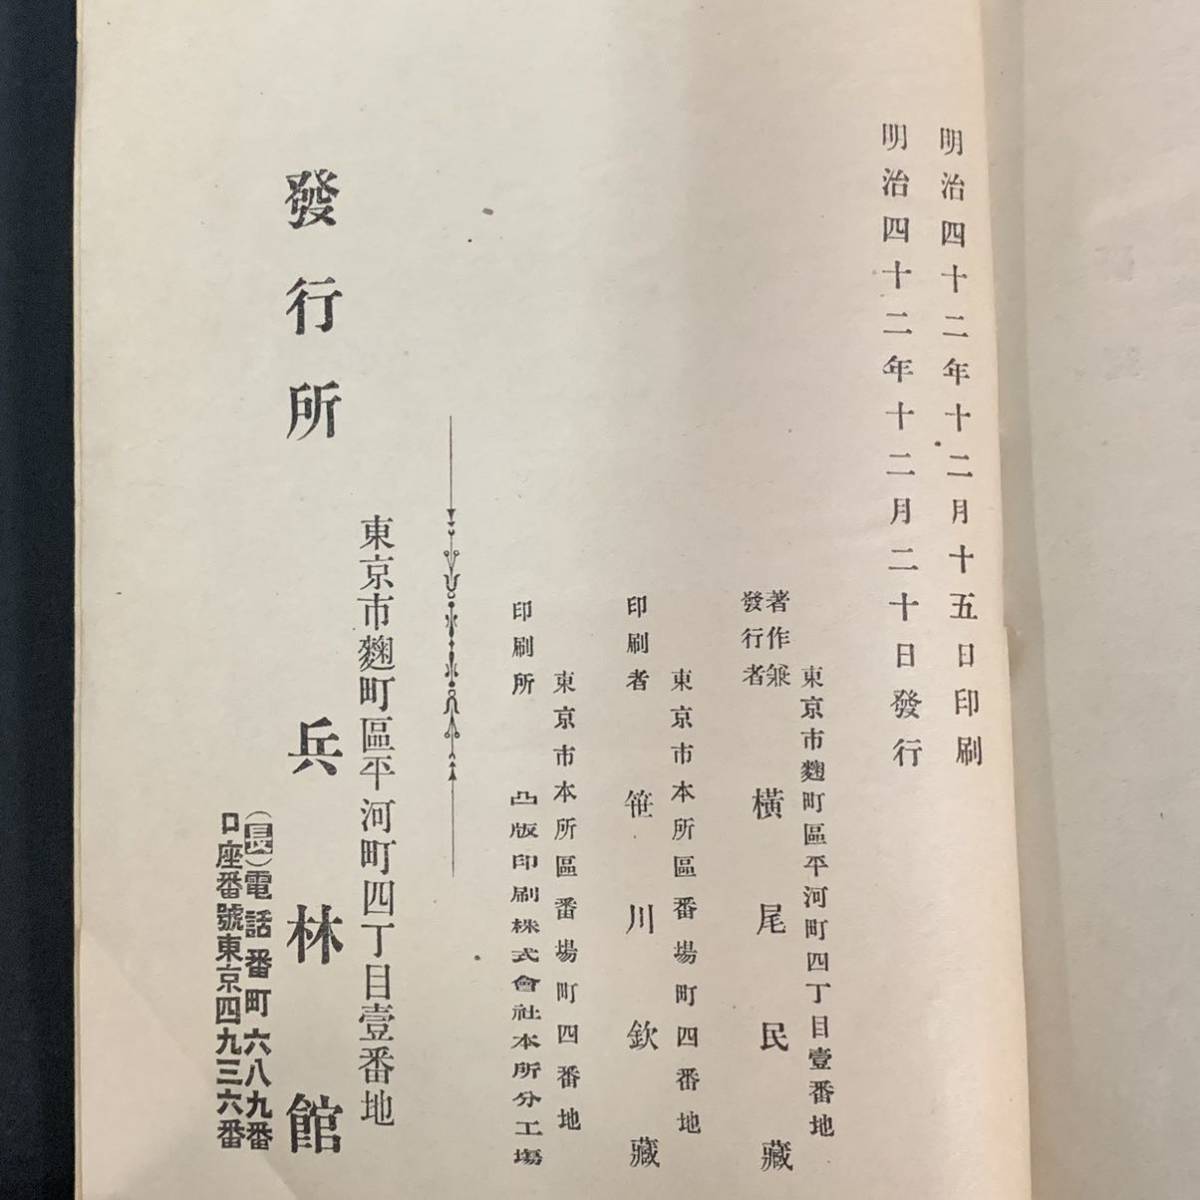 明治四十二年十二月十五日印刷
明治四十二年十二月二十日發行
東京市麴町區平河町四丁目壹番地
著作兼
發行者
橫尾民藏
東京市本所區番場町四番地
印刷者
笹川欽藏
東京市本所區番場町四番地
印刷所
凸版印刷株式會社本所分工場
東京市麴町區平河町四丁目壹番地
發行所
兵林館
(長)電話番町六八九番
口座番號東京四九三六番